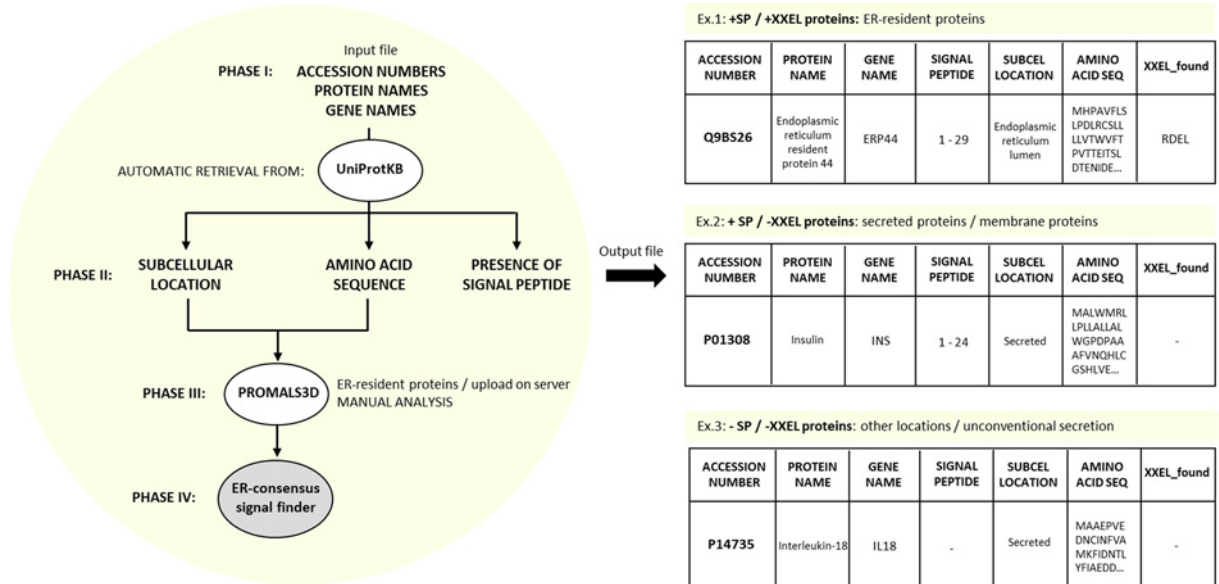 Input file
PHASE I:
ACCESSION NUMBERS
PROTEIN NAMES
GENE NAMES
AUTOMATIC RETRIEVAL FROM:
UniProtKB
PHASE II:
SUBCELLULAR
LOCATION
AMINO ACID
SEQUENCE
PRESENCE OF
SIGNAL PEPTIDE
PHASE III:
PROMALS3D
ER-resident proteins / upload on server
MANUAL ANALYSIS
PHASE IV:
ER-consensus
signal finder
Output file
Ex.1: +SP / +XXEL proteins: ER-resident proteins
ACCESSION
NUMBER
PROTEIN
NAME
GENE
NAME
SIGNAL
PEPTIDE
SUBCEL
LOCATION
AMINO
ACID SEQ
XXEL_found
Q9BS26
Endoplasmic
reticulum
resident
protein 44
ERP44
1 - 29
Endoplasmic
reticulum
lumen
MHPAVFLS
LPDLRCSLL
LLVTWVFT
PVTTEITSL
DTENIDE...
RDEL
Ex.2: + SP / -XXEL proteins: secreted proteins / membrane proteins
ACCESSION
NUMBER
PROTEIN
NAME
GENE
NAME
SIGNAL
PEPTIDE
SUBCEL
LOCATION
AMINO
ACID SEQ
XXEL_found
P01308
Insulin
INS
1 - 24
Secreted
MALWMRL
LPLLALLAL
WGPDPAA
AFVNQHLC
GSHLVE...
-
Ex.3: - SP / -XXEL proteins: other locations / unconventional secretion
ACCESSION
NUMBER
PROTEIN
NAME
GENE
NAME
SIGNAL
PEPTIDE
SUBCEL
LOCATION
AMINO
ACID SEQ
XXEL_found
P14735
Interleukin-18
IL18
-
Secreted
MAAEPVE
DNCINFVA
MKFIDNTL
YFIAEDD...
-